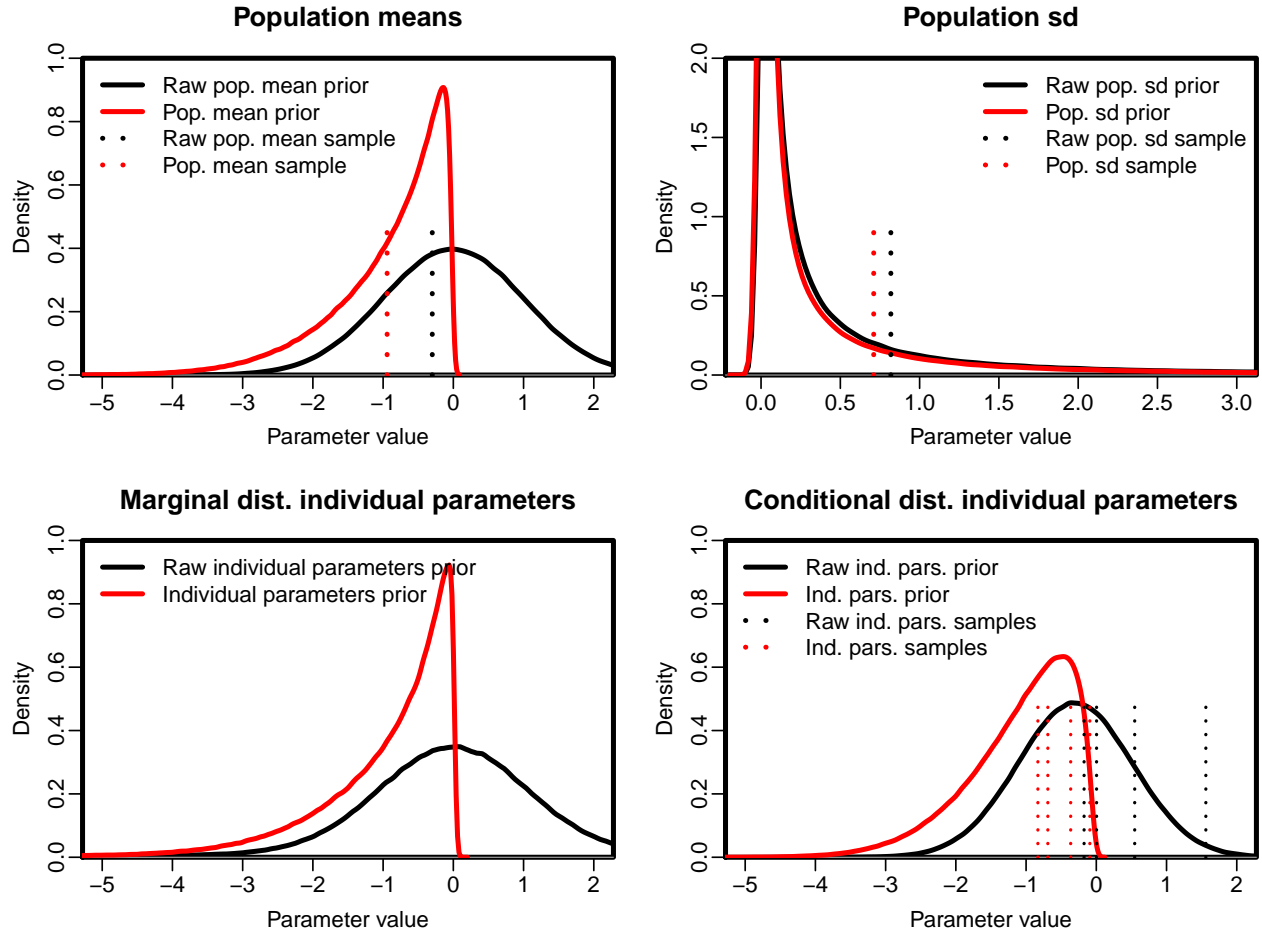 Population means
Density
0.0 0.2 0.4 0.6 0.8 1.0
Raw pop. mean prior
Pop. mean prior
Raw pop. mean sample
Pop. mean sample
−5 −4 −3 −2 −1 0 1 2
Parameter value
Population sd
Density
0.0 0.5 1.0 1.5 2.0
Raw pop. sd prior
Pop. sd prior
Raw pop. sd sample
Pop. sd sample
0.0 0.5 1.0 1.5 2.0 2.5 3.0
Parameter value
Marginal dist. individual parameters
Density
0.0 0.2 0.4 0.6 0.8 1.0
Raw individual parameters prior
Individual parameters prior
−5 −4 −3 −2 −1 0 1 2
Parameter value
Conditional dist. individual parameters
Density
0.0 0.2 0.4 0.6 0.8 1.0
Raw ind. pars. prior
Ind. pars. prior
Raw ind. pars. samples
Ind. pars. samples
−5 −4 −3 −2 −1 0 1 2
Parameter value